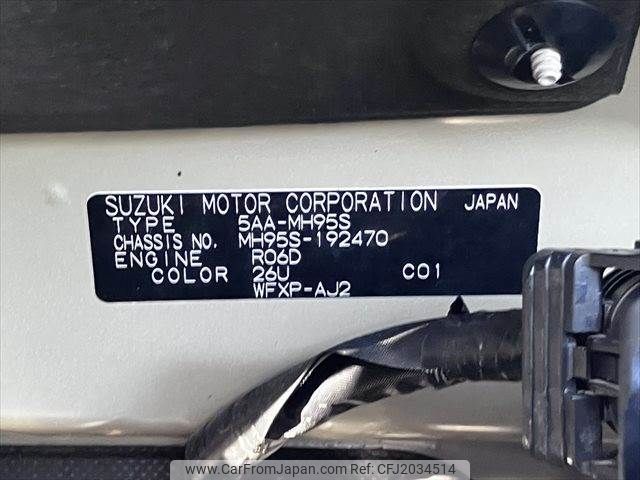 SUZUKI MOTOR CORPORATION JAPAN
TYPE 5AA-MH95S
CHASSIS NO. MH95S-192470
ENGINE R06D
COLOR 26U C01
WFXP-AJ2
www.CarFromJapan.com | CFJ2034514